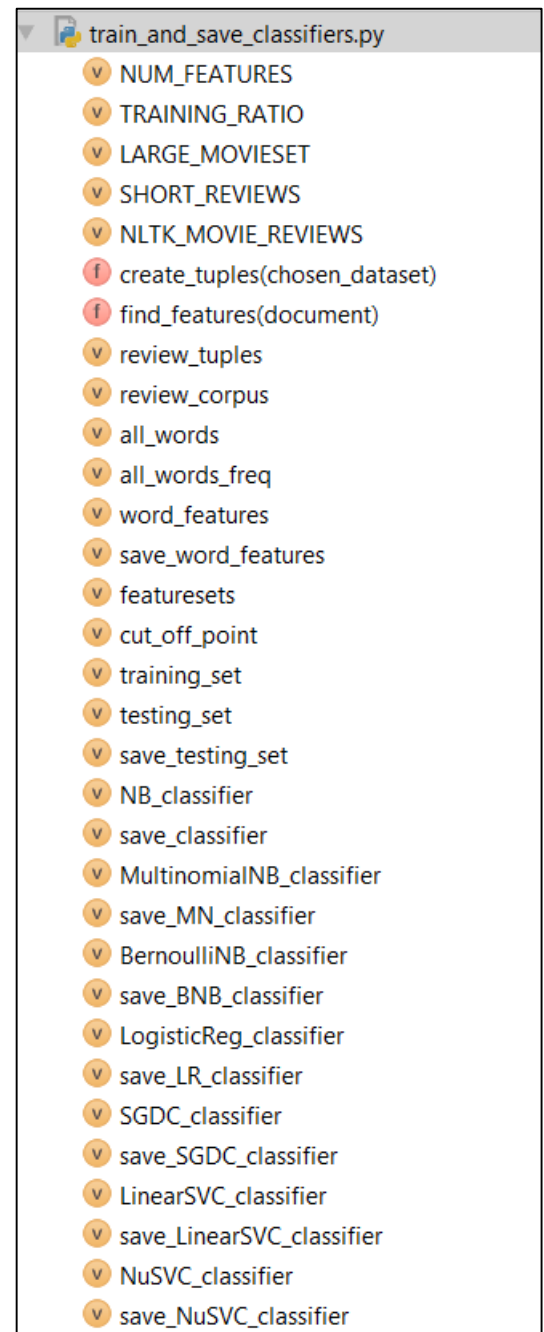 train_and_save_classifiers.py
v NUM_FEATURES
v TRAINING_RATIO
v LARGE_MOVIESET
v SHORT_REVIEWS
v NLTK_MOVIE_REVIEWS
f create_tuples(chosen_dataset)
f find_features(document)
v review_tuples
v review_corpus
v all_words
v all_words_freq
v word_features
v save_word_features
v featuresets
v cut_off_point
v training_set
v testing_set
v save_testing_set
v NB_classifier
v save_classifier
v MultinomialNB_classifier
v save_MN_classifier
v BernoulliNB_classifier
v save_BNB_classifier
v LogisticReg_classifier
v save_LR_classifier
v SGDC_classifier
v save_SGDC_classifier
v LinearSVC_classifier
v save_LinearSVC_classifier
v NuSVC_classifier
v save_NuSVC_classifier